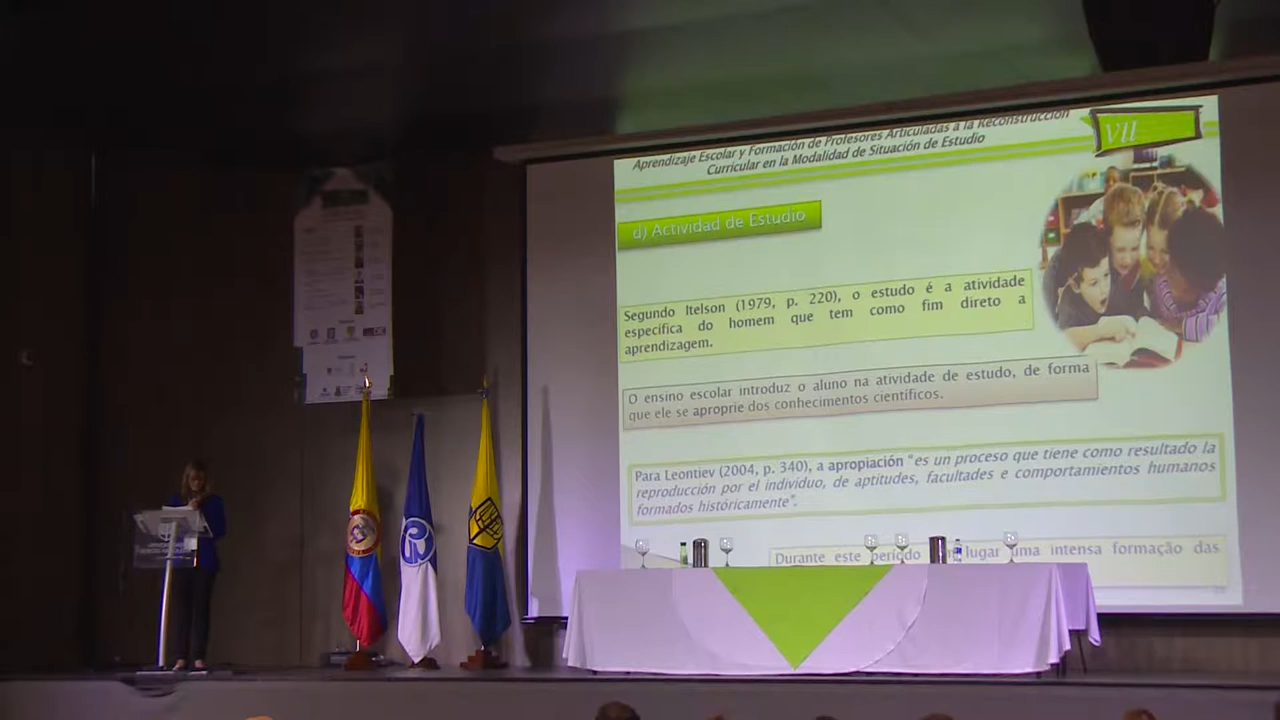 Aprendizaje Escolar y Formación de Profesores Articuladas a la Reconstrucción
Curricular en la Modalidad de Situación de Estudio
VII
d) Actividad de Estudio
Segundo Itelson (1979, p. 220), o estudo é a atividade
especifica do homem que tem como fim direto a
aprendizagem.
O ensino escolar introduz o aluno na atividade de estudo, de forma
que ele se aproprie dos conhecimentos científicos.
Para Leontiev (2004, p. 340), a apropiación "es un proceso que tiene como resultado la
reproducción por el individuo, de aptitudes, facultades e comportamientos humanos
formados históricamente".
Durante este período lugar uma intensa formação das